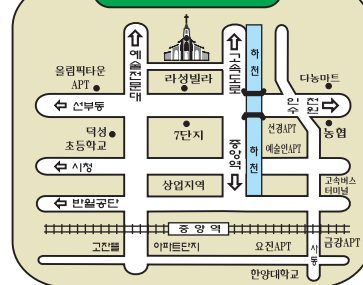 예술전문대
고속도로
하천
올림픽타운
APT
라성빌라
다농마트
선부동
인천
수원
농협
덕성
초등학교
7단지
중앙역
하천
선경APT
예술인APT
시청
상업지역
고속버스
터미널
반월공단
중앙역
고잔뜰
아파트단지
요진APT
사동
금강APT
한양대학교